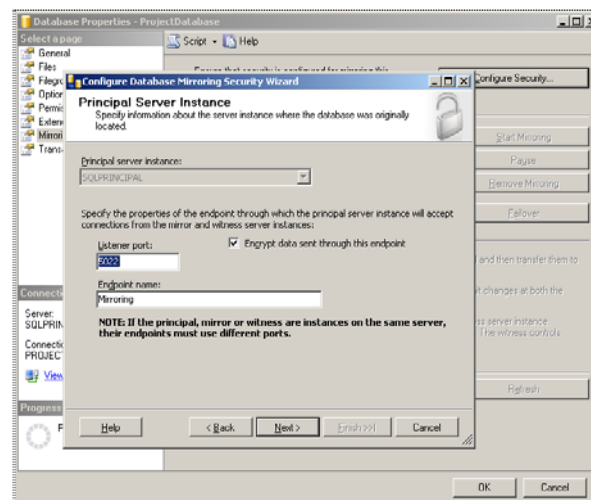 Database Properties - ProjectDatabase
Select a page
Script
Help
General
Files
Filegro
Option
Permis
Exten
Mirrori
Trans
Configure Security...
Configure Database Mirroring Security Wizard
Principal Server Instance
Specify information about the server instance where the database was originally
located.
Start Mirroring
Pause
Remove Mirroring
Failover
Principal server instance:
SQLPRINCIPAL
Specify the properties of the endpoint through which the principal server instance will accept
connections from the mirror and witness server instances:
Listener port:
Encrypt data sent through this endpoint
5022
and then transfer them to
Endpoint name:
Mirroring
changes at both the
NOTE: If the principal, mirror or witness are instances on the same server,
their endpoints must use different ports.
server instance
The witness controls
Connecti
Server:
SQLPRIN
Connectio
PROJEC
View
Refresh
Progress
Help
< Back
Next >
Finish >>|
Cancel
OK
Cancel